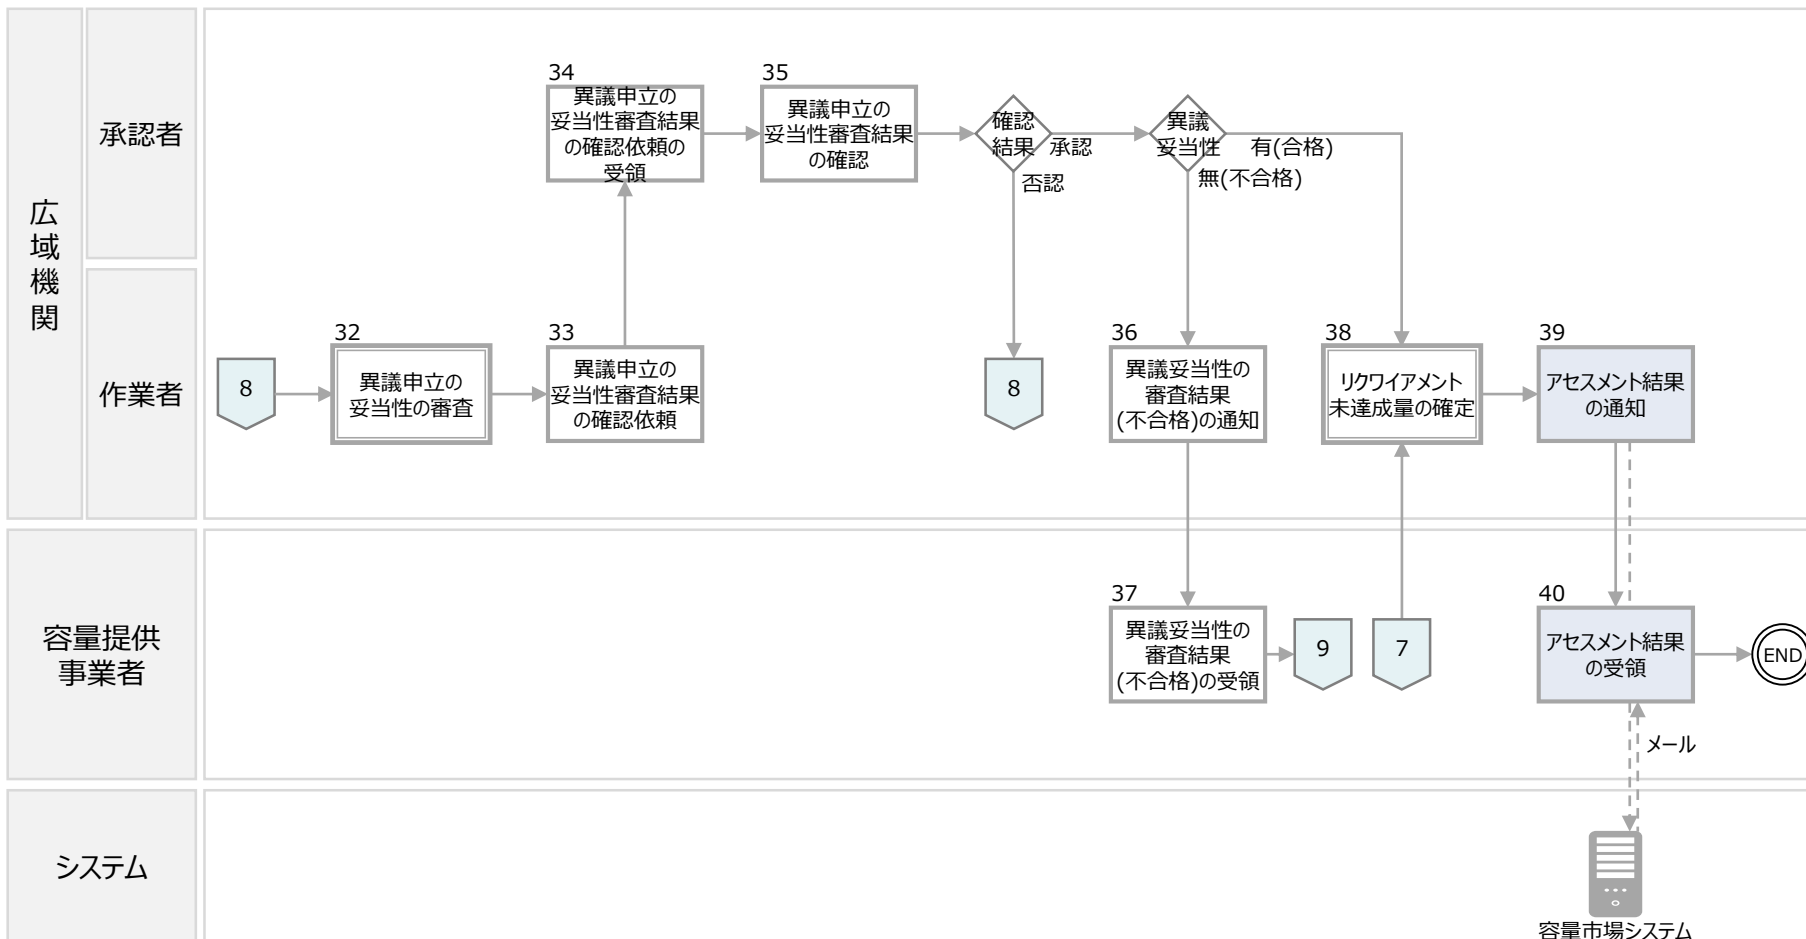 広域機関
承認者
34
異議申立の
妥当性審査結果
の確認依頼の
受領
35
異議申立の
妥当性審査結果
の確認
確認
結果
承認
否認
異議
妥当性
有(合格)
無(不合格)
作業者
8
32
異議申立の
妥当性の審査
33
異議申立の
妥当性審査結果
の確認依頼
8
36
異議妥当性の
審査結果
(不合格)の通知
38
リクワイアメント
未達成量の確定
39
アセスメント結果
の通知
容量提供
事業者
37
異議妥当性の
審査結果
(不合格)の受領
9
7
40
アセスメント結果
の受領
END
メール
システム
容量市場システム